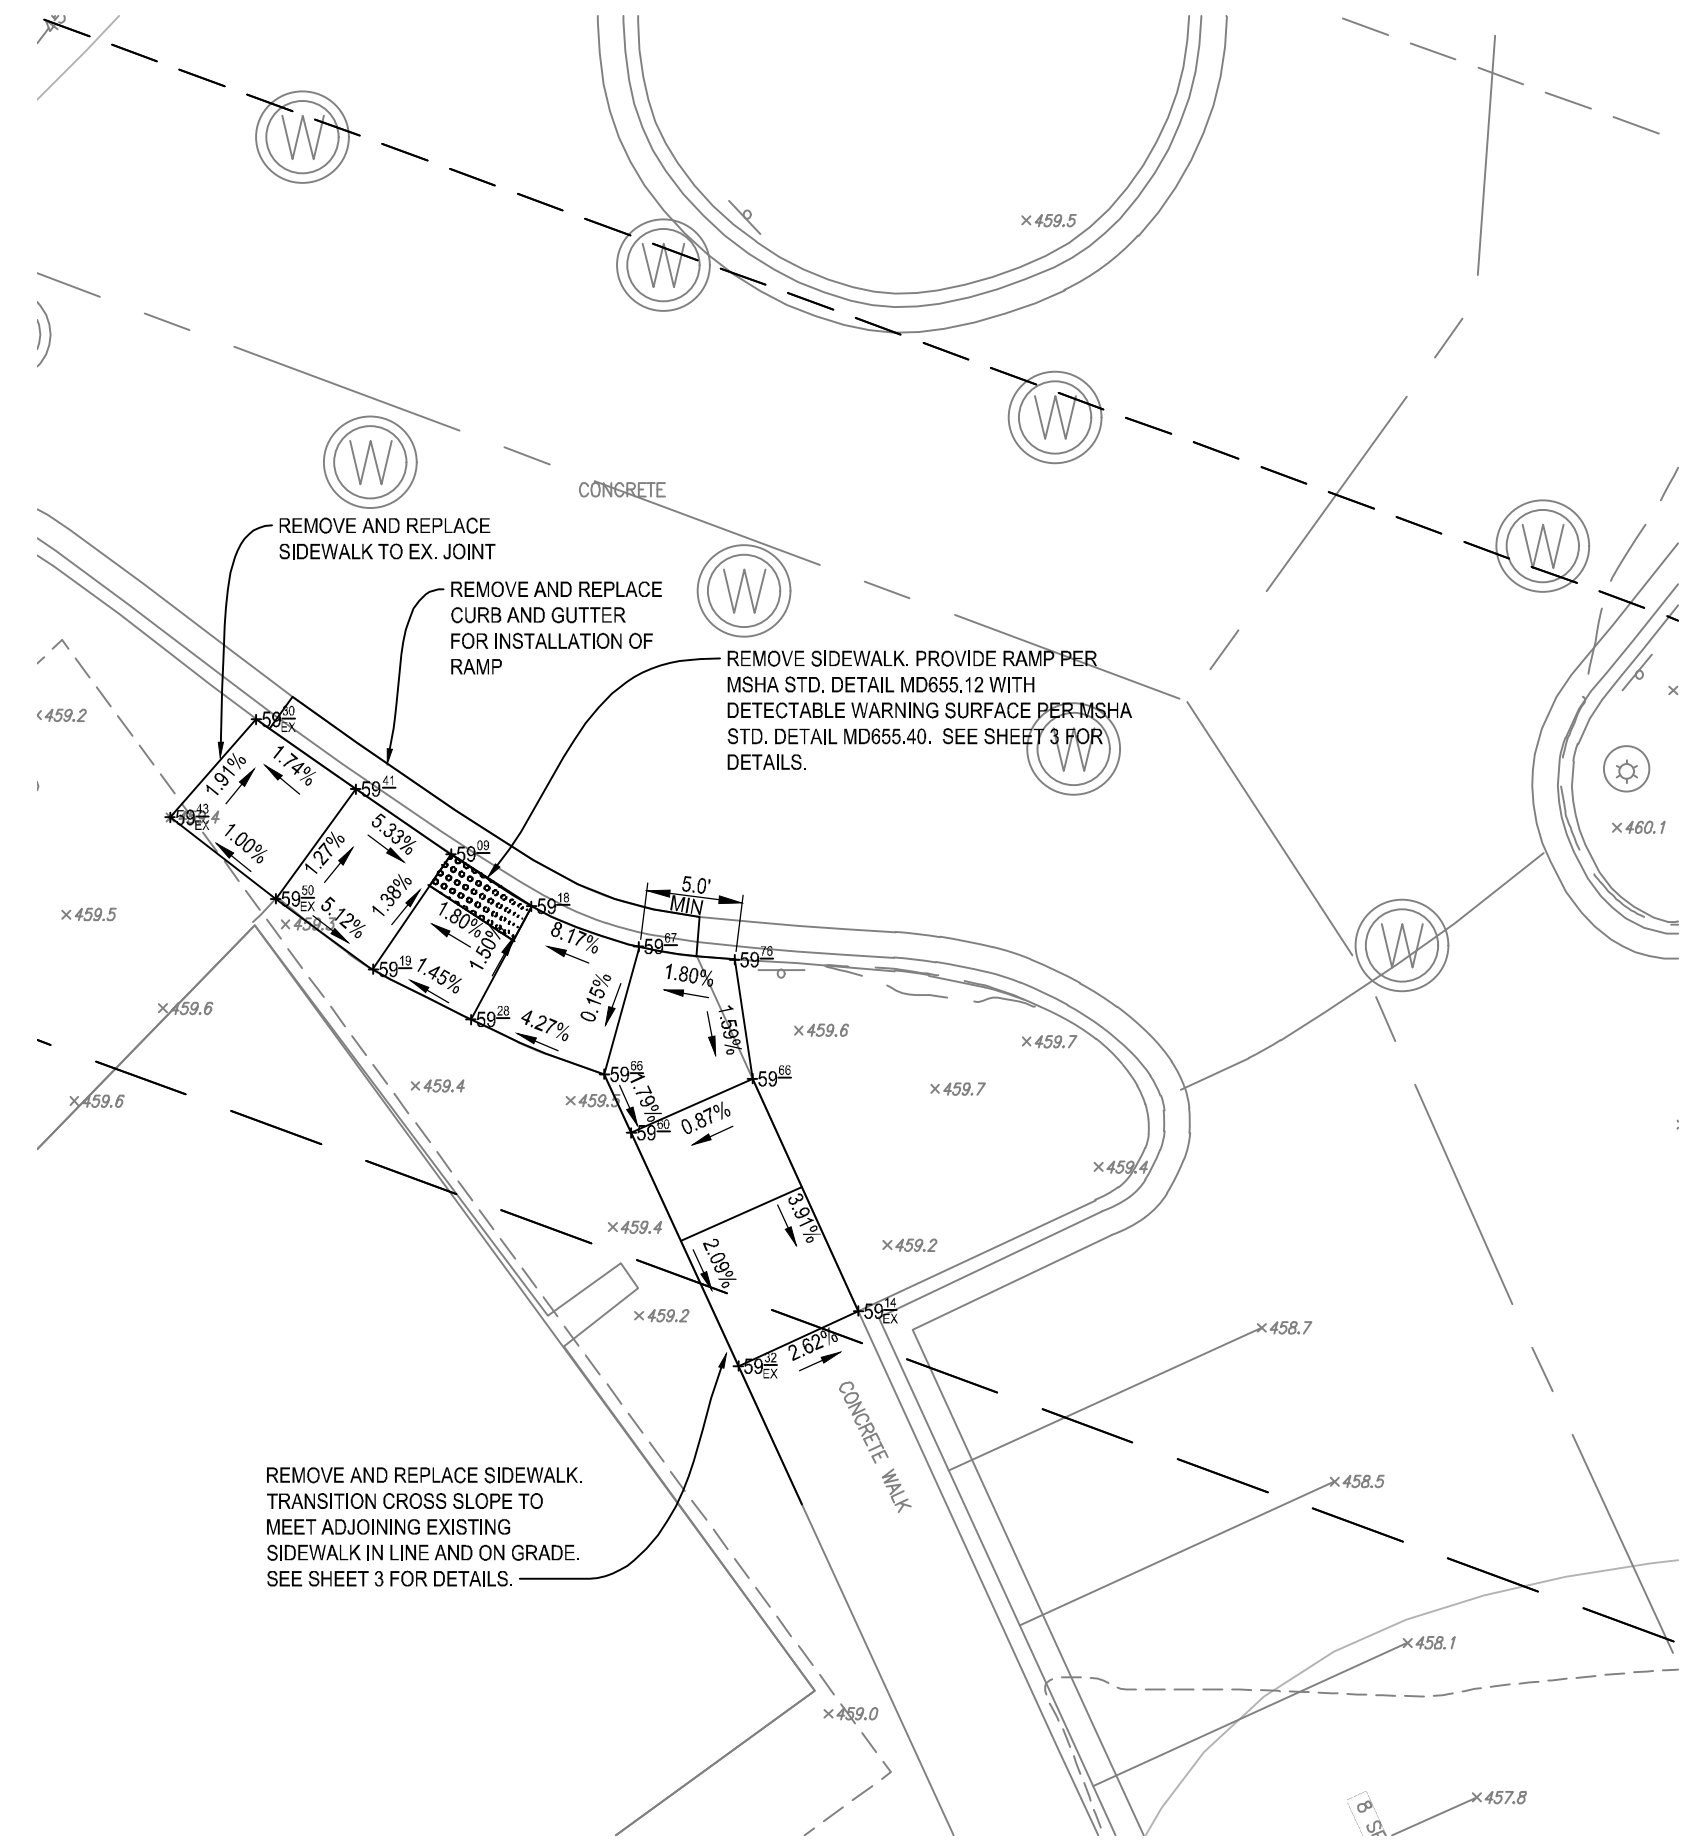 W
W
×459.5
W
W
CONCRETE
W
REMOVE AND REPLACE
SIDEWALK TO EX. JOINT
W
REMOVE AND REPLACE
CURB AND GUTTER
FOR INSTALLATION OF
RAMP
REMOVE SIDEWALK. PROVIDE RAMP PER
MSHA STD. DETAIL MD655.12 WITH
DETECTABLE WARNING SURFACE PER MSHA
STD. DETAIL MD655.40. SEE SHEET 3 FOR
DETAILS.
W
×459.2
59 30 EX
1.91%
1.74%
59 41
59 43 EX
1.00%
1.27%
5.33%
59 09
×460.1
59 50 EX
5.12%
1.38%
1.80%
1.50%
59 18
5.0'
MIN
×459.5
8.17%
59 67
59 76
W
59 19
1.45%
0.15%
1.80%
1.59%
×459.6
59 28
4.27%
×459.6
×459.7
59 66
59 66
×459.4
×459.5
×459.7
×459.6
1.79%
59 60
0.87%
×459.4
3.91%
×459.4
2.09%
×459.2
×459.2
59 14 EX
×458.7
59 32 EX
2.62%
CONCRETE WALK
REMOVE AND REPLACE SIDEWALK.
TRANSITION CROSS SLOPE TO
MEET ADJOINING EXISTING
SIDEWALK IN LINE AND ON GRADE.
SEE SHEET 3 FOR DETAILS.
×458.5
×458.1
×459.0
×457.8